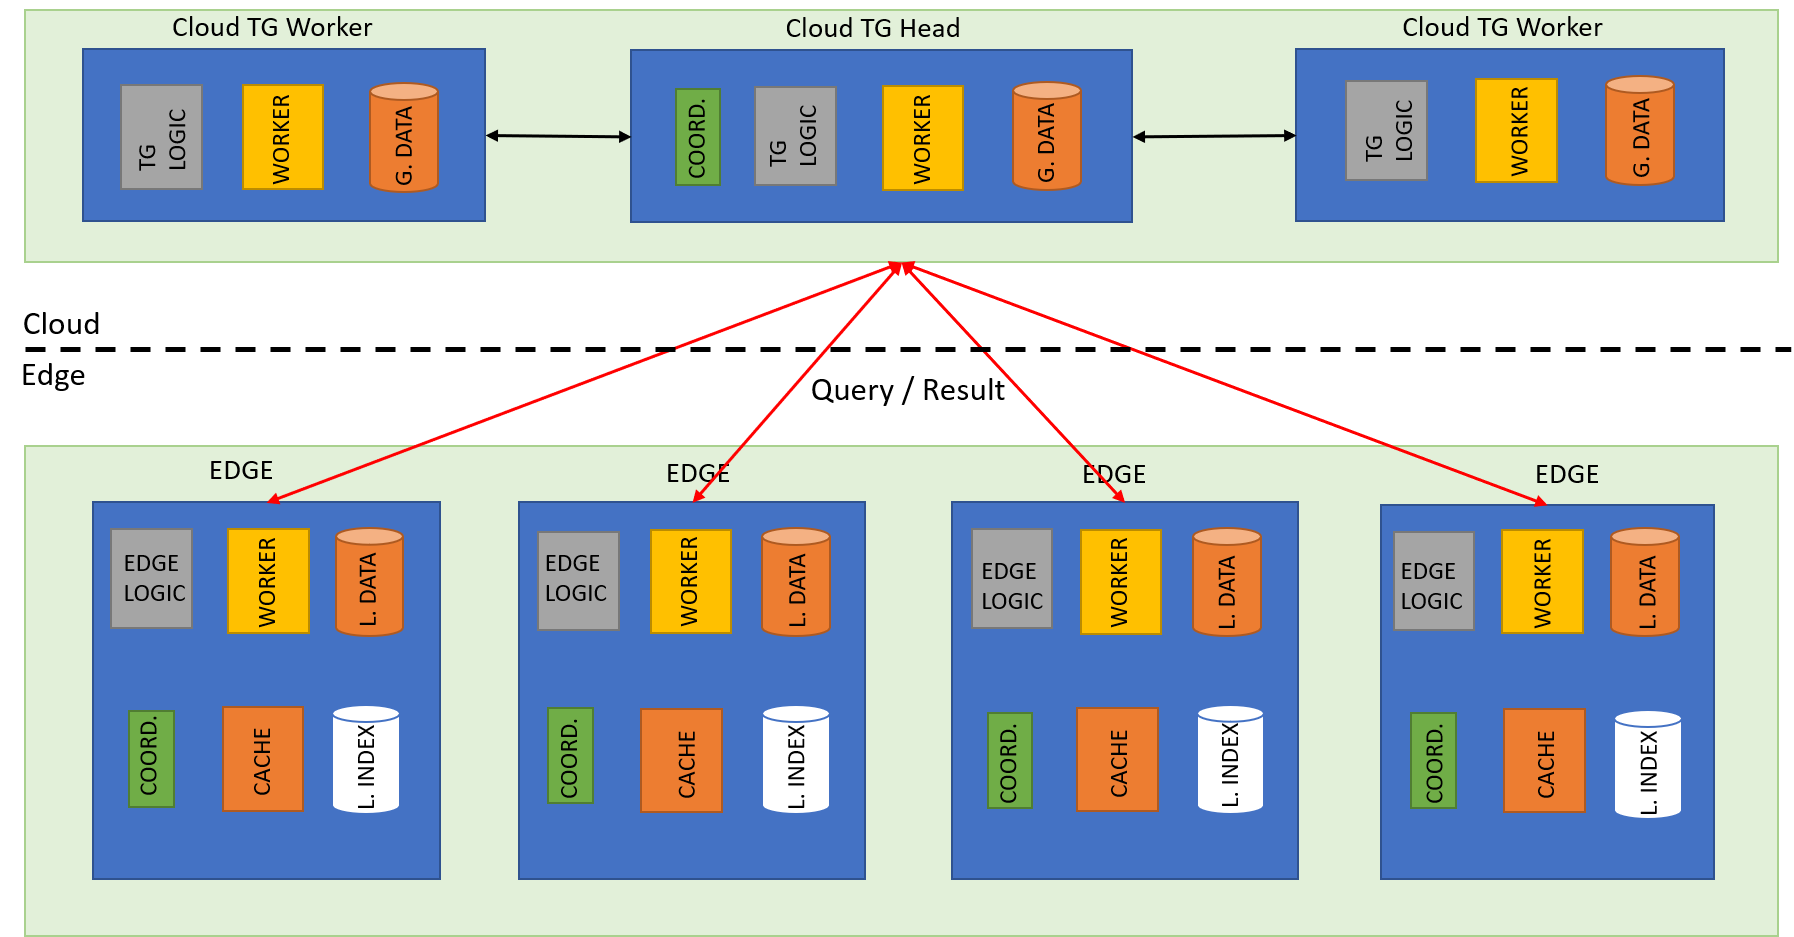 Cloud TG Worker
Cloud TG Head
Cloud TG Worker
TG
LOGIC
WORKER
G. DATA
COORD.
TG
LOGIC
WORKER
G. DATA
TG
LOGIC
WORKER
G. DATA
Cloud
Edge
Query / Result
EDGE
EDGE
EDGE
EDGE
EDGE
LOGIC
WORKER
L. DATA
COORD.
CACHE
L. INDEX
EDGE
LOGIC
WORKER
L. DATA
COORD.
CACHE
L. INDEX
EDGE
LOGIC
WORKER
L. DATA
COORD.
CACHE
L. INDEX
EDGE
LOGIC
WORKER
L. DATA
COORD.
CACHE
L. INDEX